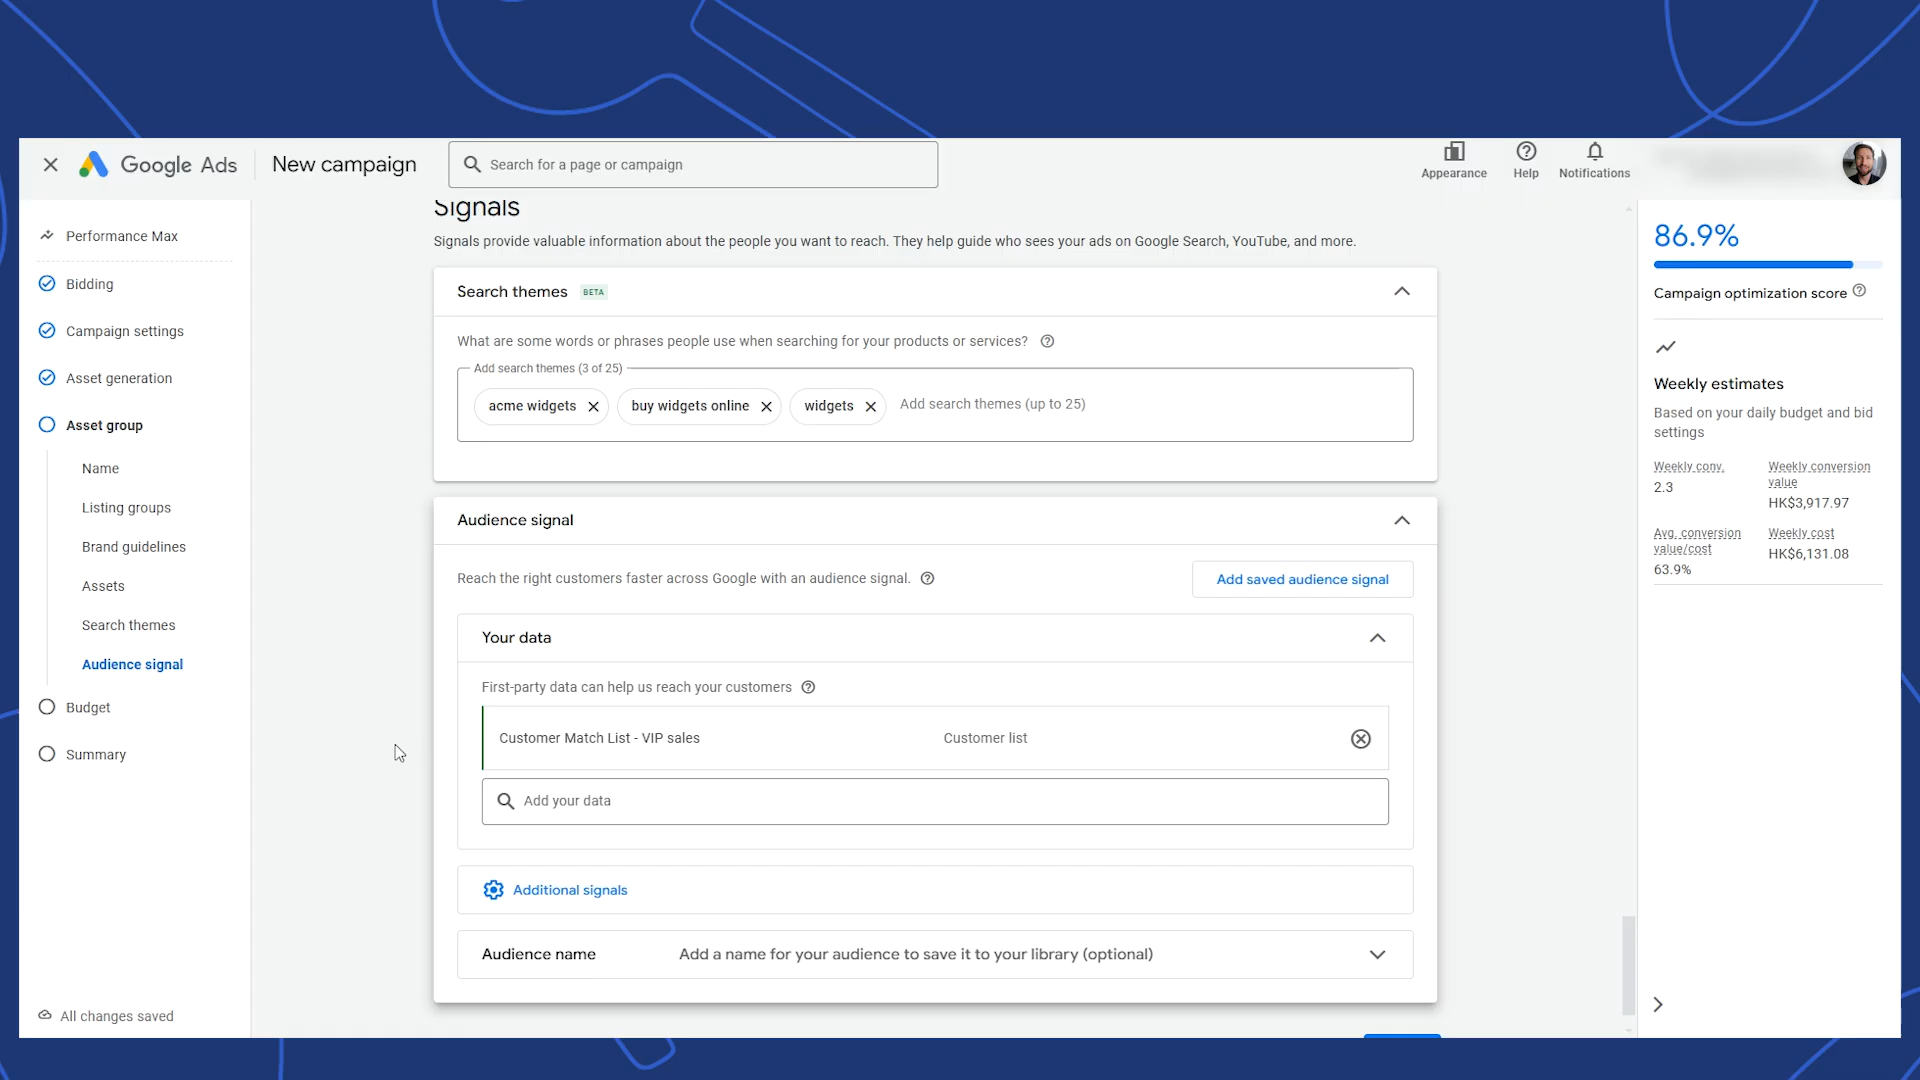 Google Ads
New campaign
Search for a page or campaign
Appearance
Help
Notifications
Performance Max
Bidding
Campaign settings
Asset generation
Asset group
Name
Listing groups
Brand guidelines
Assets
Search themes
Audience signal
Budget
Summary
All changes saved
Signals
Signals provide valuable information about the people you want to reach. They help guide who sees your ads on Google Search, YouTube, and more.
Search themes BETA
What are some words or phrases people use when searching for your products or services?
Add search themes (3 of 25)
acme widgets buy widgets online widgets Add search themes (up to 25)
Audience signal
Reach the right customers faster across Google with an audience signal.
Add saved audience signal
Your data
First-party data can help us reach your customers
Customer Match List - VIP sales Customer list
Add your data
Additional signals
Audience name Add a name for your audience to save it to your library (optional)
86.9%
Campaign optimization score
Weekly estimates
Based on your daily budget and bid
settings
Weekly conv.
2.3
Weekly conversion
value
HK$3,917.97
Avg. conversion
value/cost
63.9%
Weekly cost
HK$6,131.08